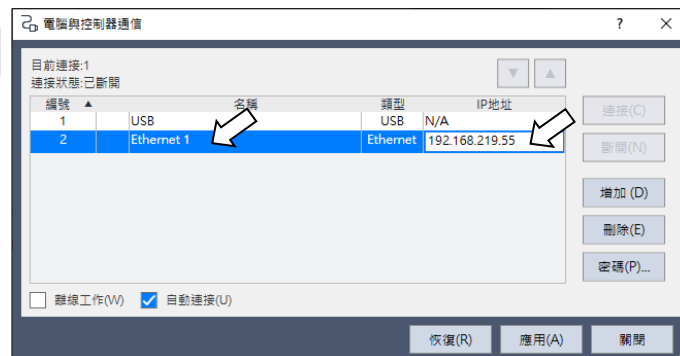 電腦與控制器通信 ? ×
目前連接:1
連接狀態:已斷開
▼ ▲
編號 ▲ 名稱 類型 IP地址
1 USB USB N/A
2 Ethernet 1 Ethernet 192.168.219.55
連接(C)
斷開(N)
增加 (D)
刪除(E)
密碼(P)...
離線工作(W) 自動連接(U)
恢復(R) 應用(A) 關閉